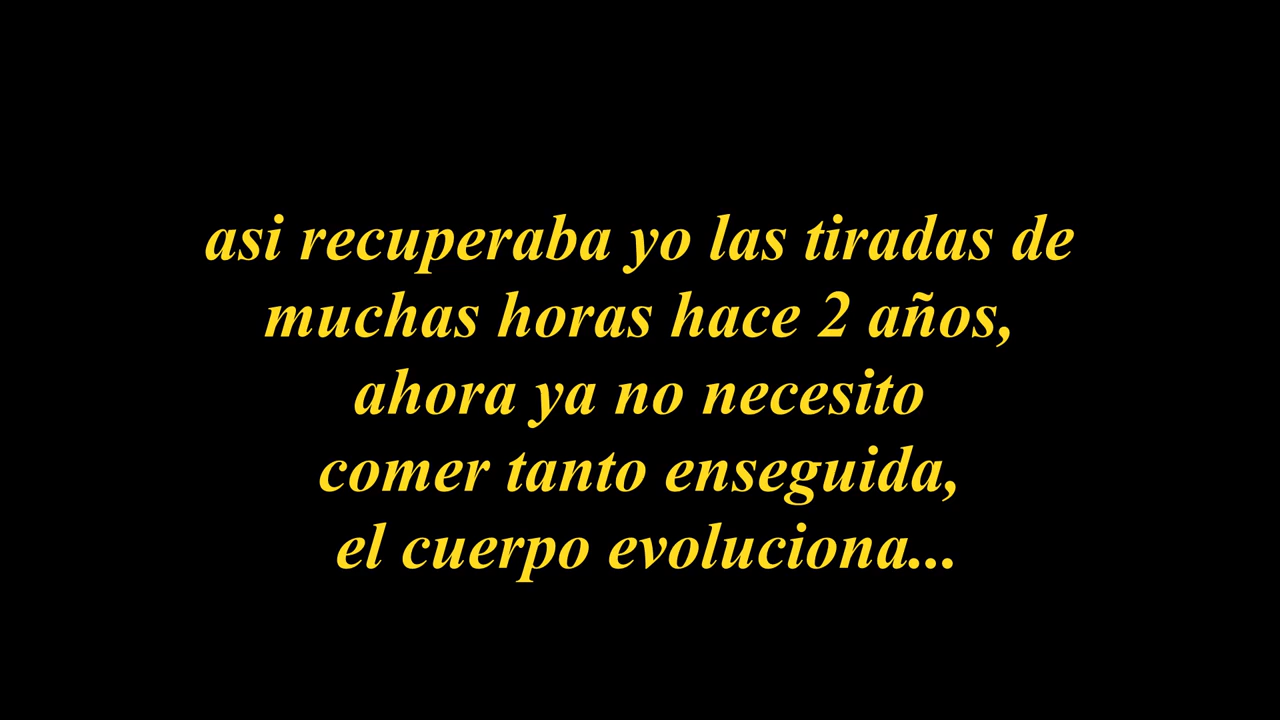 asi recuperaba yo las tiradas de
muchas horas hace 2 años,
ahora ya no necesito
comer tanto enseguida,
el cuerpo evoluciona...